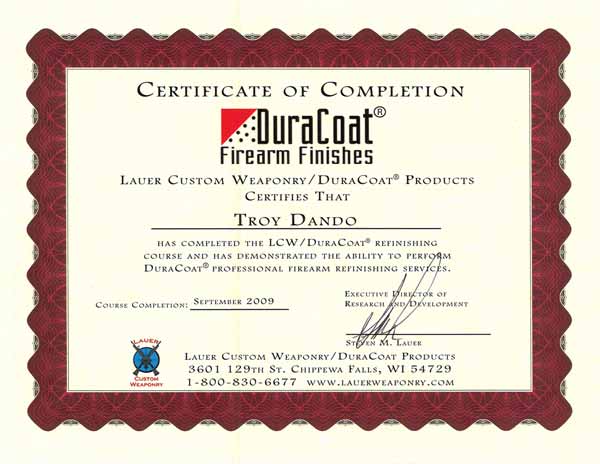 CERTIFICATE OF COMPLETION
DuraCoat®
Firearm Finishes
LAUER CUSTOM WEAPONRY/DURACOAT® PRODUCTS
CERTIFIES THAT
TROY DANDO
HAS COMPLETED THE LCW/DURACOAT® REFINISHING
COURSE AND HAS DEMONSTRATED THE ABILITY TO PERFORM
DURACOAT® PROFESSIONAL FIREARM REFINISHING SERVICES.
COURSE COMPLETION: SEPTEMBER 2009
EXECUTIVE DIRECTOR OF
RESEARCH AND DEVELOPMENT
STEVEN M. LAUER
LAUER
CUSTOM
WEAPONRY
LAUER CUSTOM WEAPONRY/DURACOAT PRODUCTS
3601 129TH ST. CHIPPEWA FALLS, WI 54729
1-800-830-6677 WWW.LAUERWEAPONRY.COM